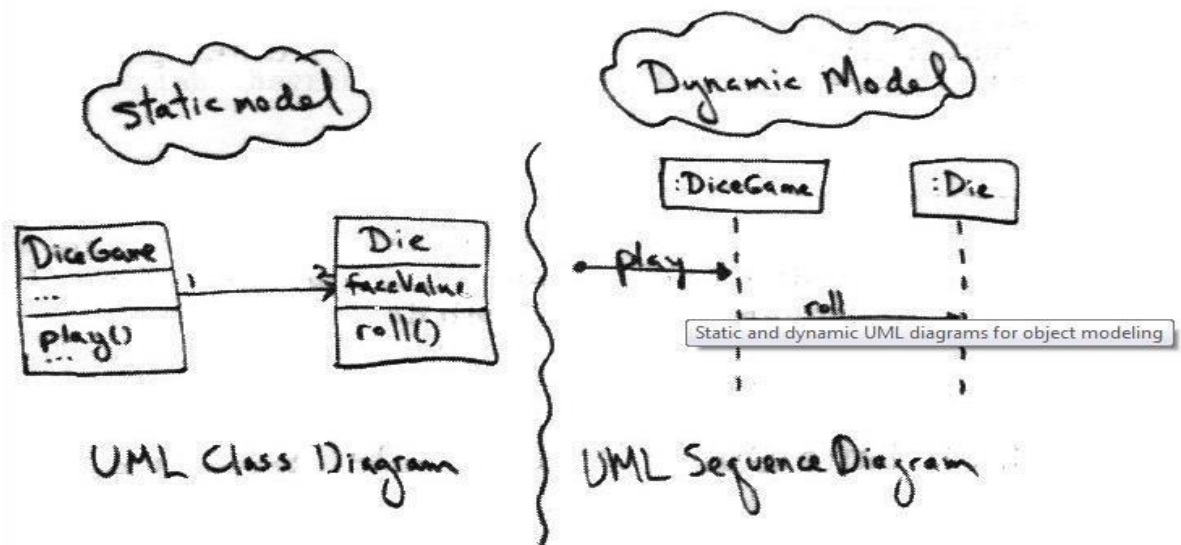 static model
DiceGame
...
play()
...
1
2
Die
faceValue
roll()
UML Class Diagram
Dynamic Model
:DiceGame
:Die
play
roll
Static and dynamic UML diagrams for object modeling
UML Sequence Diagram